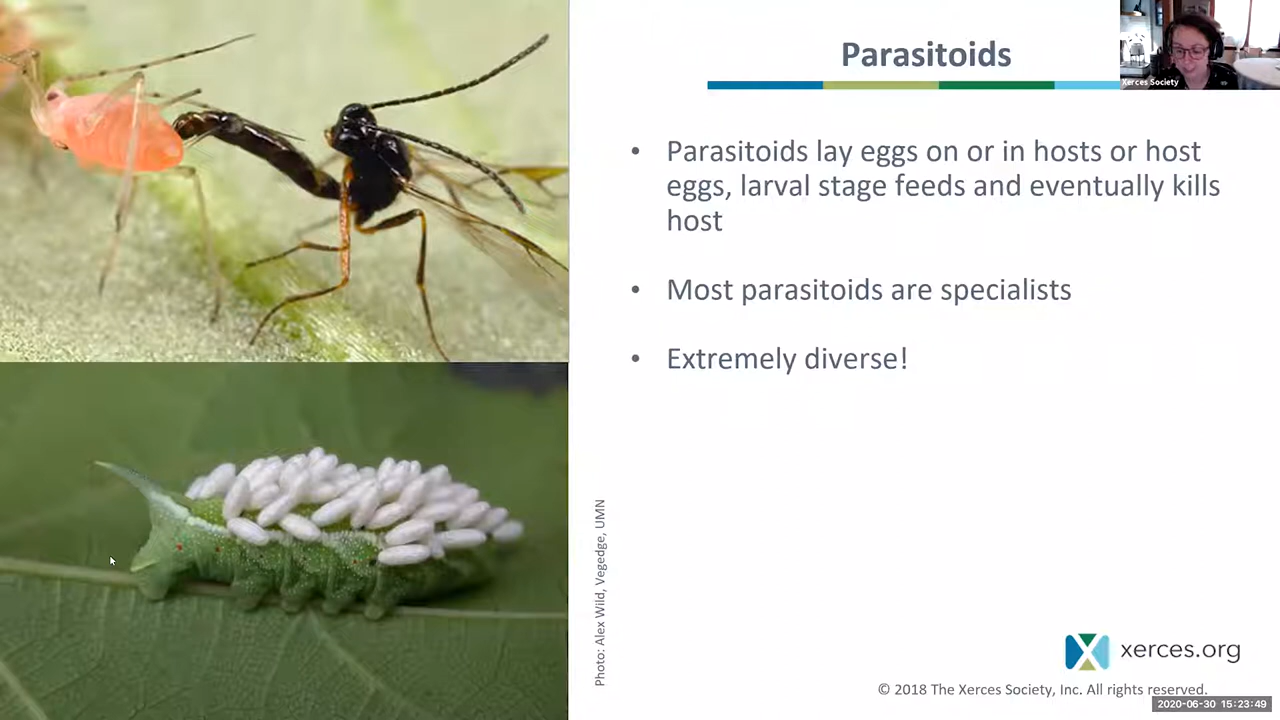 Parasitoids
Xerces Society
• Parasitoids lay eggs on or in hosts or host
eggs, larval stage feeds and eventually kills
host
• Most parasitoids are specialists
• Extremely diverse!
Photo: Alex Wild, Vegedge, UMN
xerces.org
© 2018 The Xerces Society, Inc. All rights reserved.
2020-06-30 15:23:49